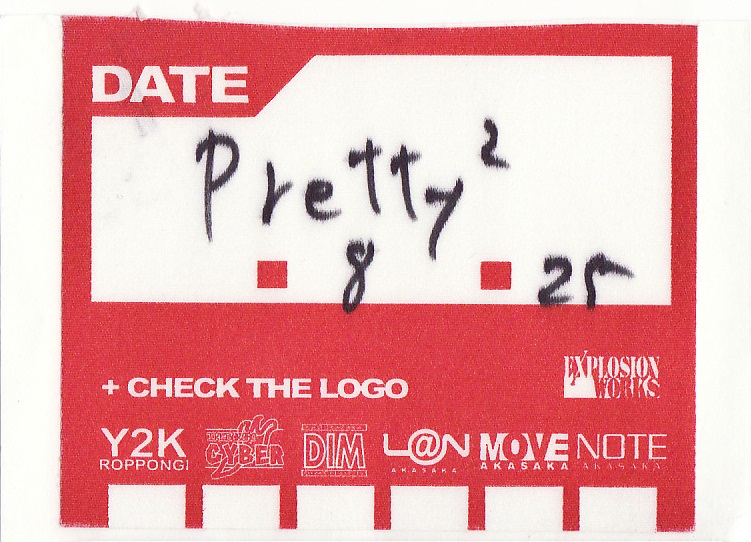 DATE
Pretty²
8 25
EXPLOSION
WORKS
+ CHECK THE LOGO
Y2K
ROPPONGI
CYBER
DIM
L@N
AKASAKA
MOVE
AKASAKA
NOTE
AKASAKA